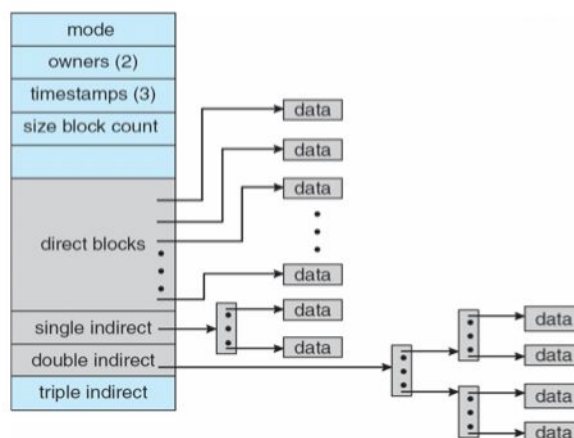 mode
owners (2)
timestamps (3)
size block count
direct blocks
single indirect
double indirect
triple indirect
data
data
data
data
data
data
data
data
data
data